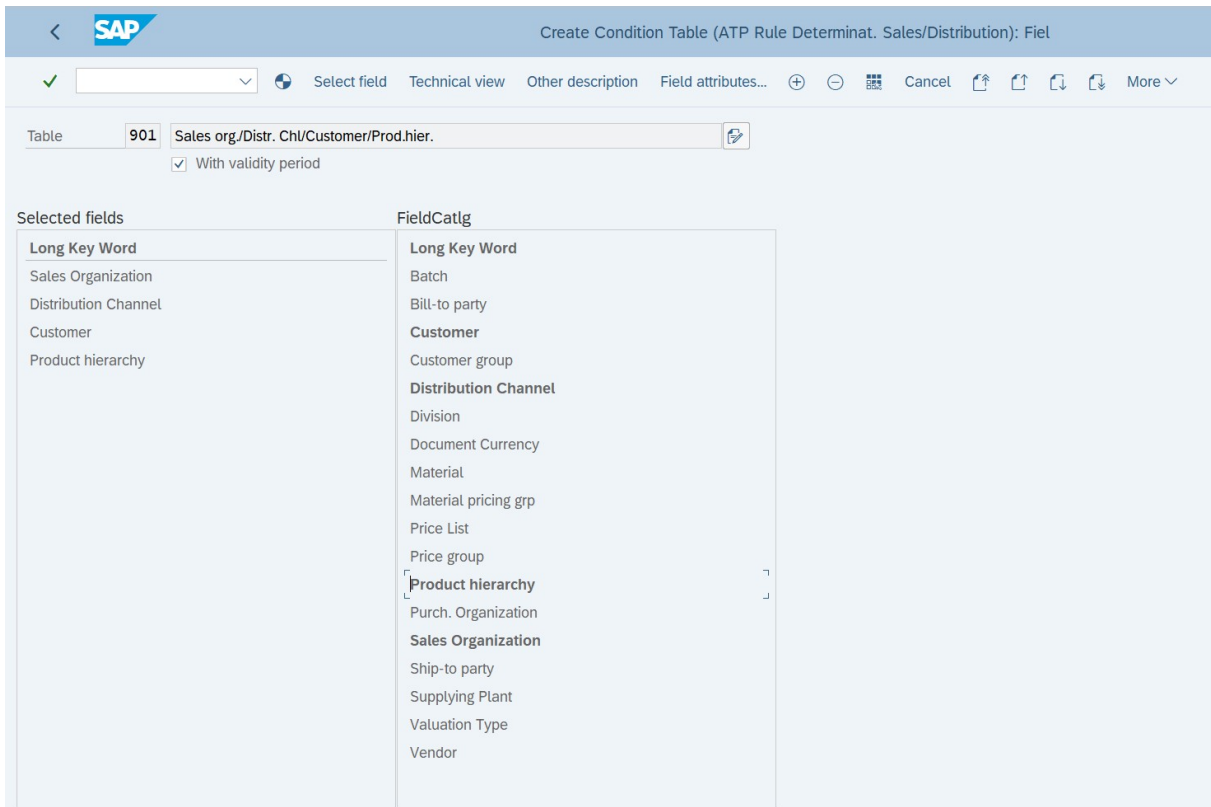 SAP Create Condition Table (ATP Rule Determinat. Sales/Distribution): Fiel
Select field Technical view Other description Field attributes... Cancel More
Table 901 Sales org./Distr. Chl/Customer/Prod.hier.
With validity period
Selected fields
Long Key Word
Sales Organization
Distribution Channel
Customer
Product hierarchy
FieldCatlg
Long Key Word
Batch
Bill-to party
Customer
Customer group
Distribution Channel
Division
Document Currency
Material
Material pricing grp
Price List
Price group
Product hierarchy
Purch. Organization
Sales Organization
Ship-to party
Supplying Plant
Valuation Type
Vendor